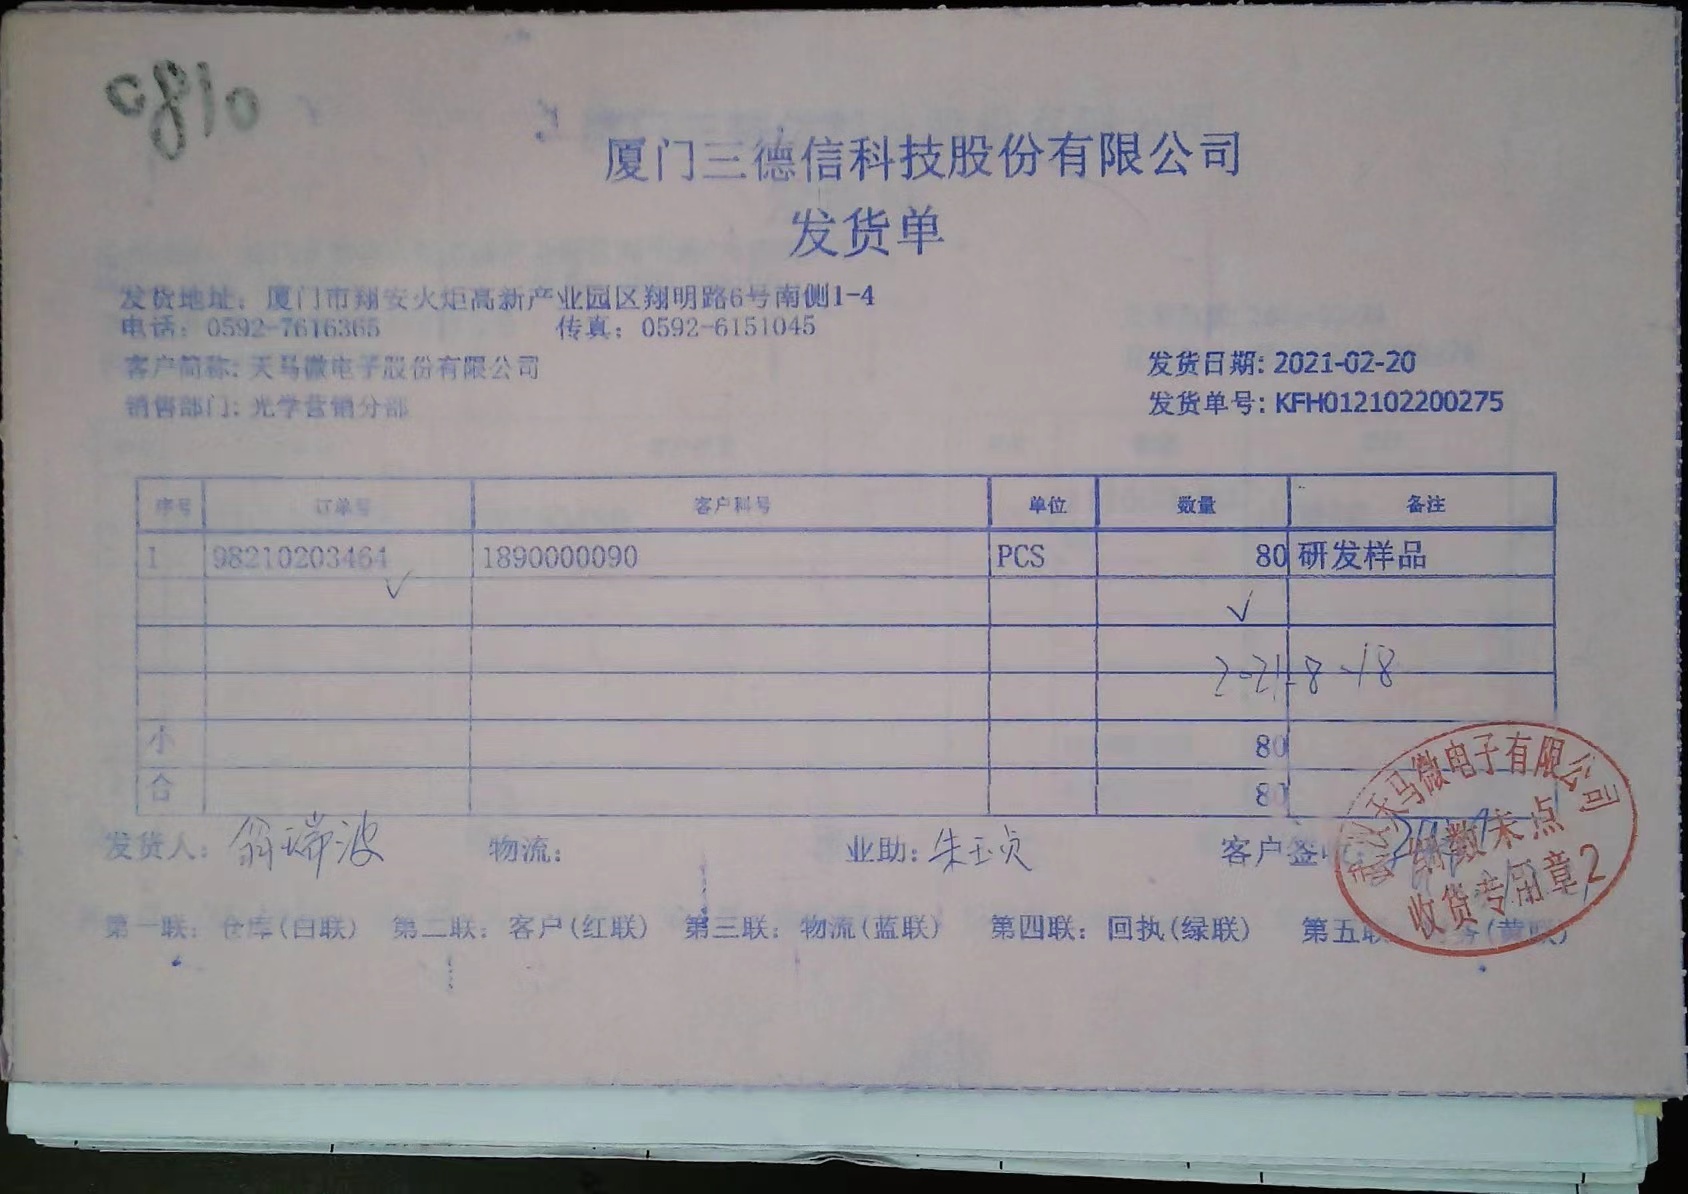 0810
厦门三德信科技股份有限公司
发货单
发货地址：厦门市翔安火炬高新产业园区翔明路6号南侧1-4
电话：0592-7616365 传真：0592-6151045
客户简称：天马微电子股份有限公司 发货日期：2021-02-20
销售部门：光学营销分部 发货单号：KFH012102200275
序号 订单号 客户料号 单位 数量 备注
1 98210203464 1890000090 PCS 80 研发样品
√ √
2021-8-18
小 80
合 80
发货人：翁瑞波 物流： 业助：朱玉贞 客户签
天马微电子有限公司
细数未点
收货专用章2
第一联：仓库(白联) 第二联：客户(红联) 第三联：物流(蓝联) 第四联：回执(绿联) 第五联 (黄联)